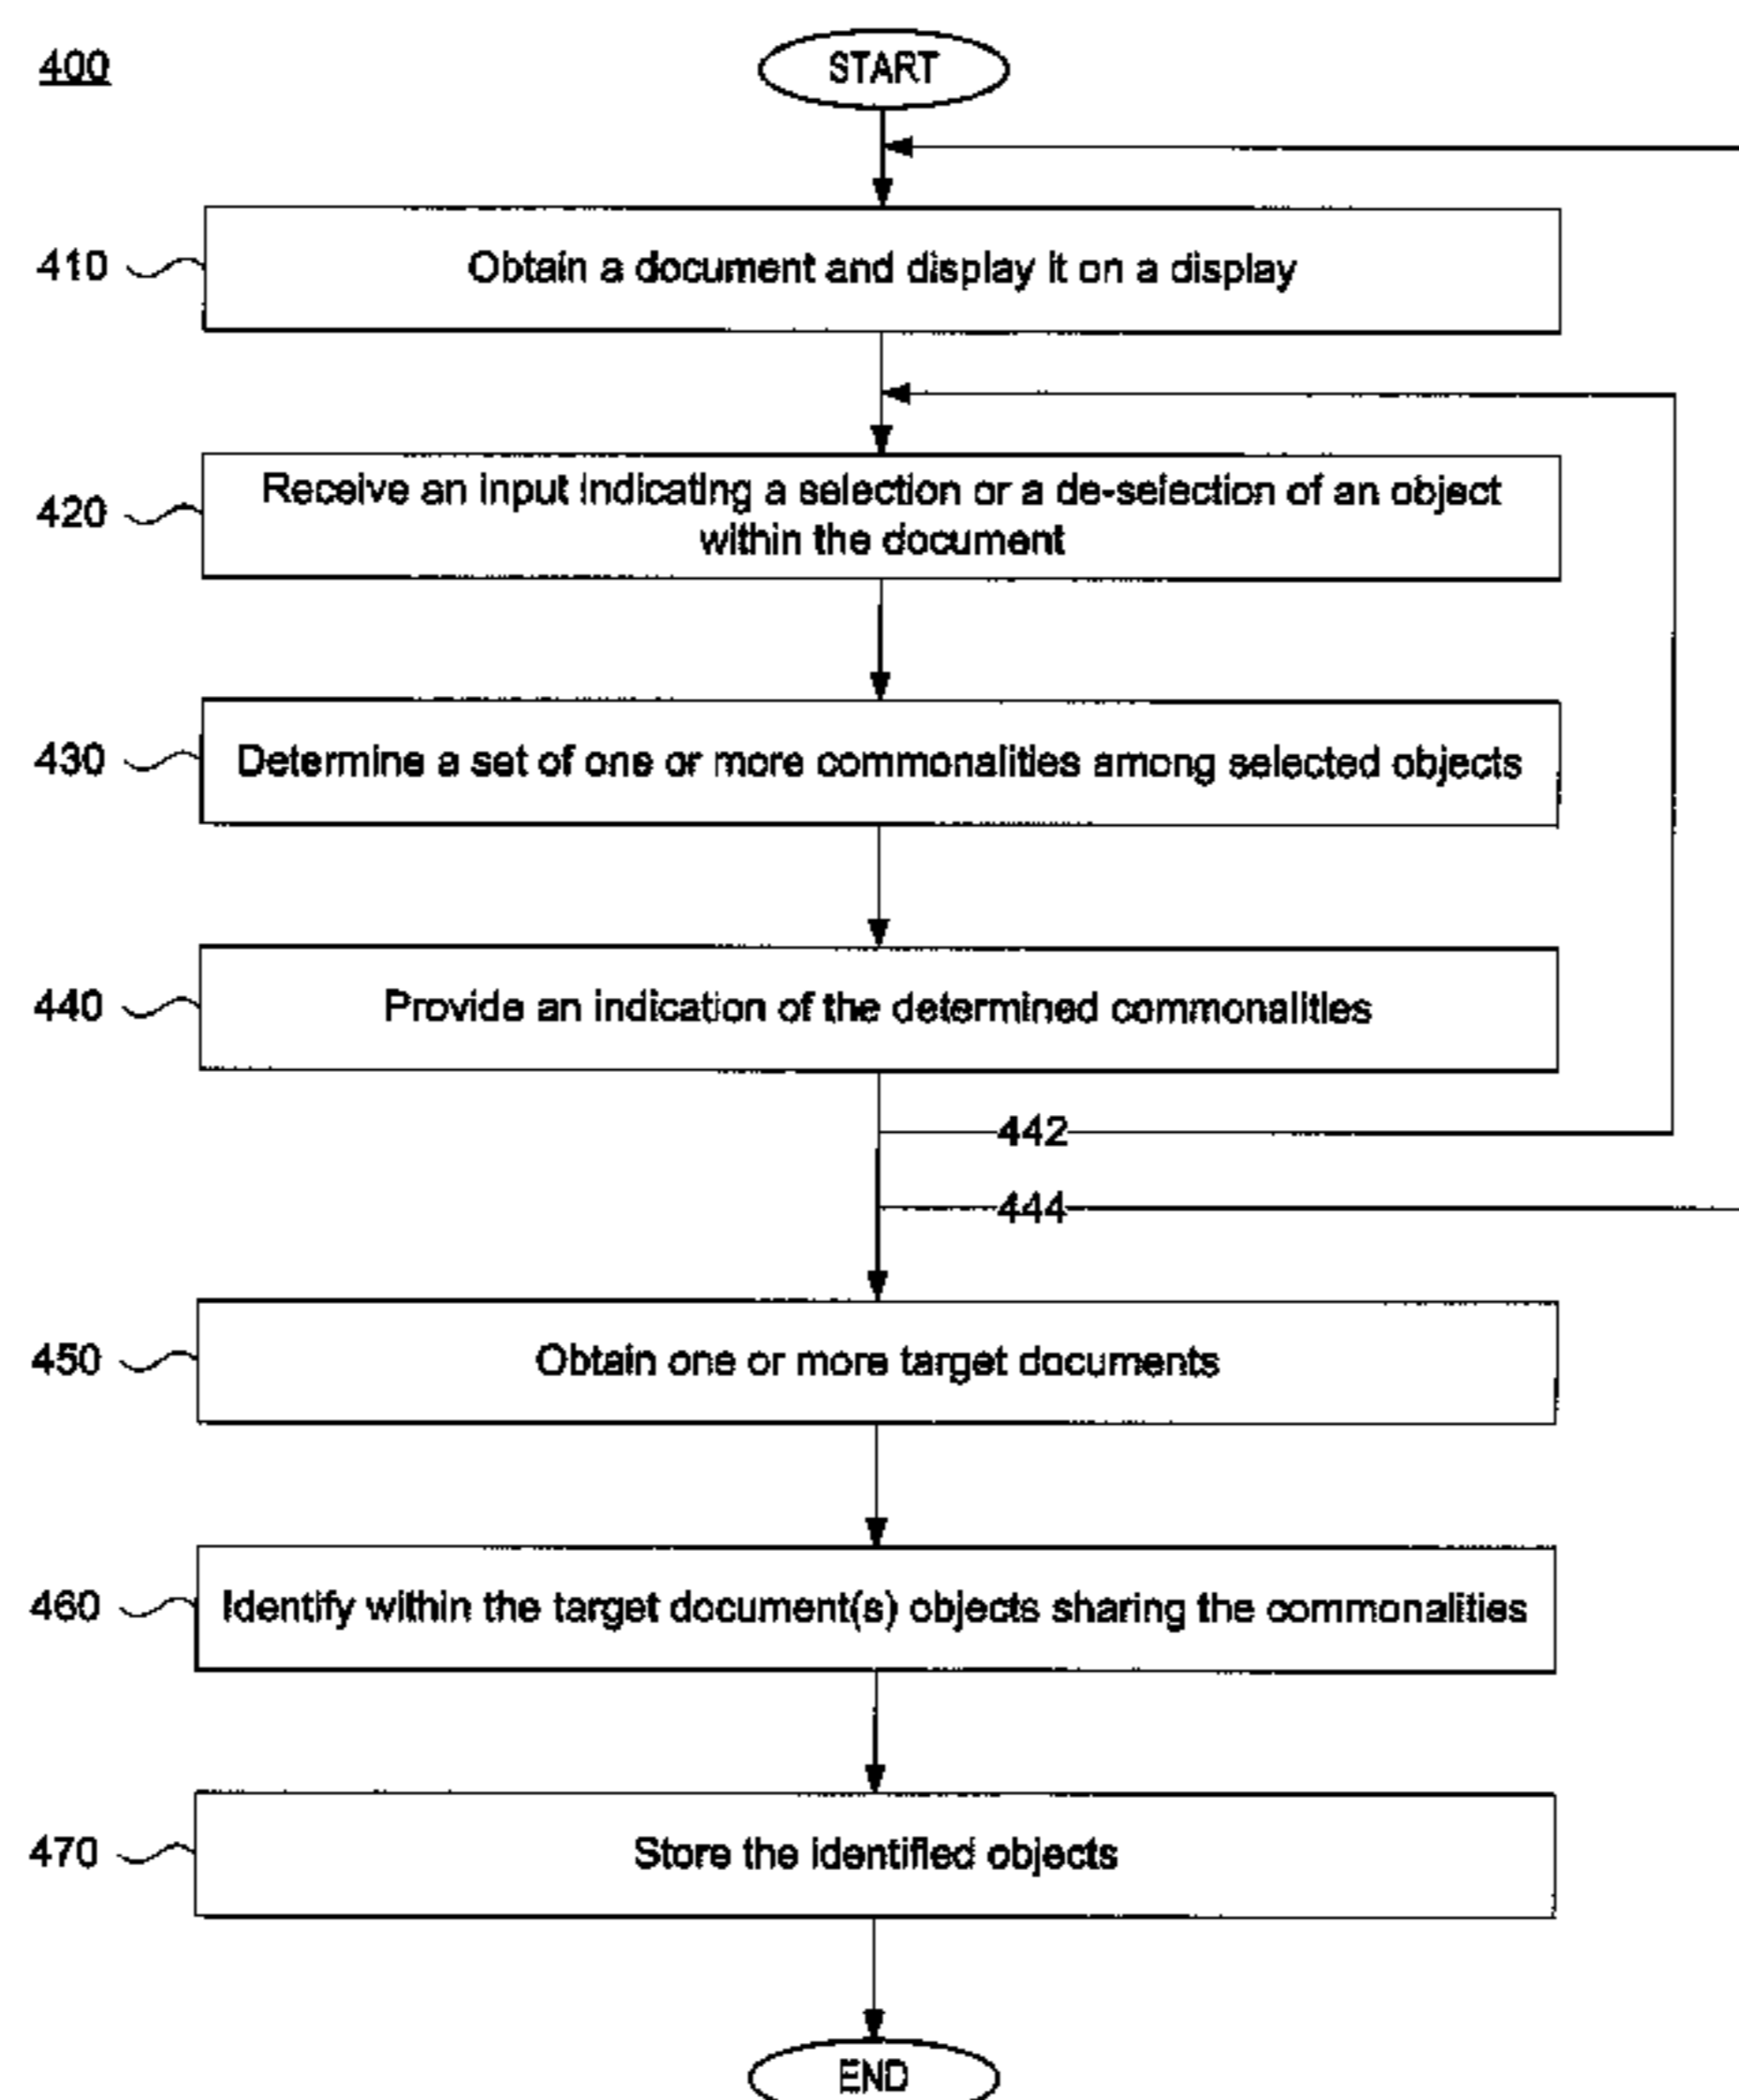 400
START
410
Obtain a document and display it on a display
420
Receive an input indicating a selection or a de-selection of an object
within the document
430
Determine a set of one or more commonalities among selected objects
440
Provide an indication of the determined commonalities
442
444
450
Obtain one or more target documents
460
Identify within the target document(s) objects sharing the commonalities
470
Store the identified objects
END